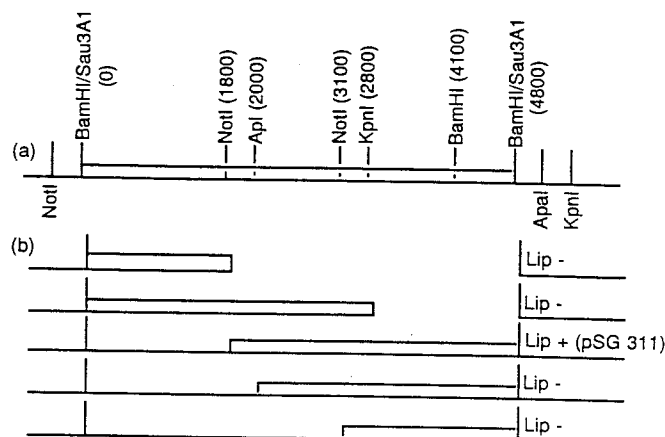 BamHI/Sau3A1
(0)
NotI (1800)
ApI (2000)
NotI (3100)
KpnI (2800)
BamHI (4100)
BamHI/Sau3A1
(4800)
(a)
NotI
ApaI
KpnI
(b)
Lip -
Lip -
Lip + (pSG 311)
Lip -
Lip -